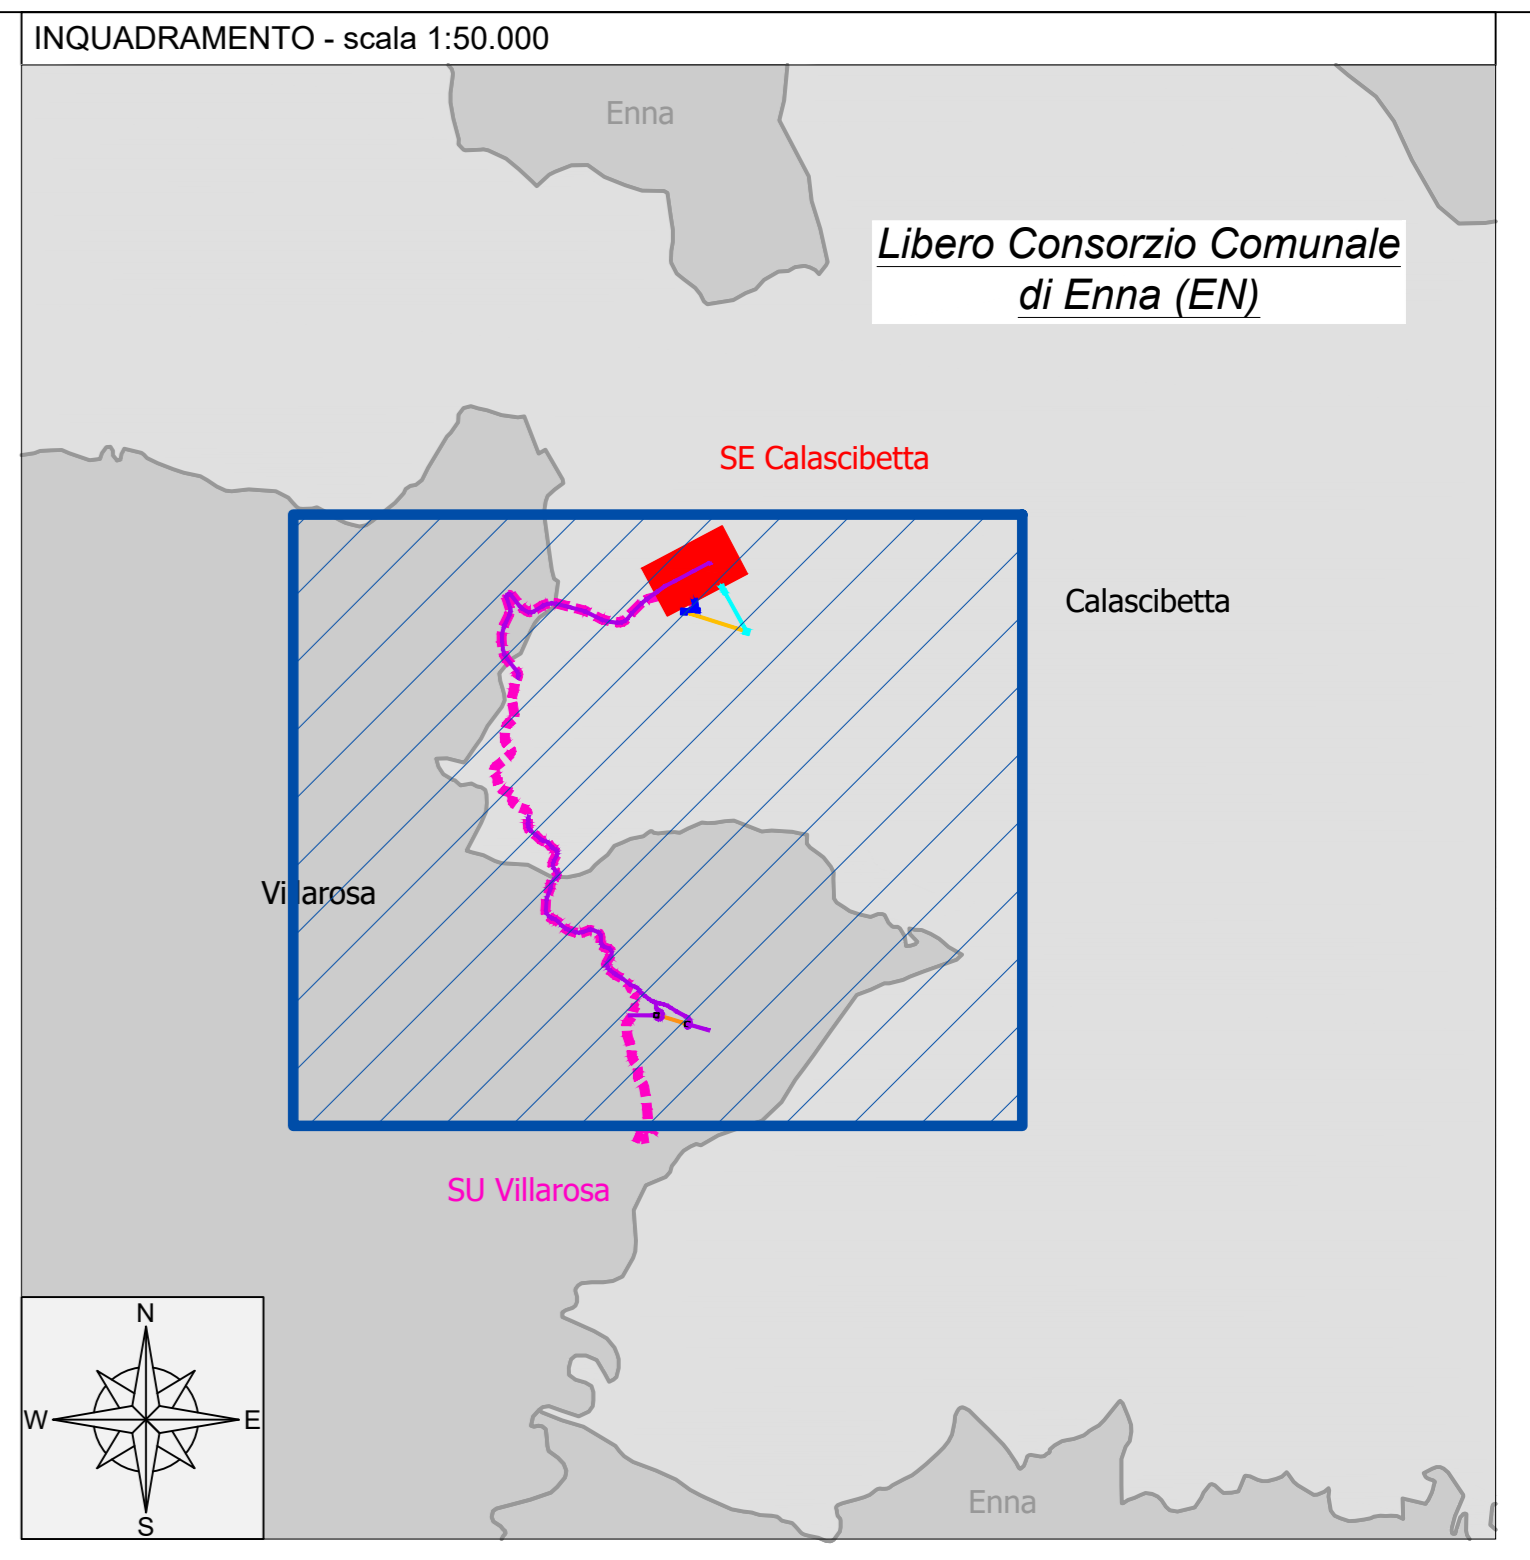 INQUADRAMENTO - scala 1:50.000
Enna
Libero Consorzio Comunale
di Enna (EN)
SE Calascibetta
Calascibetta
Villarosa
SU Villarosa
N
W
E
S
Enna